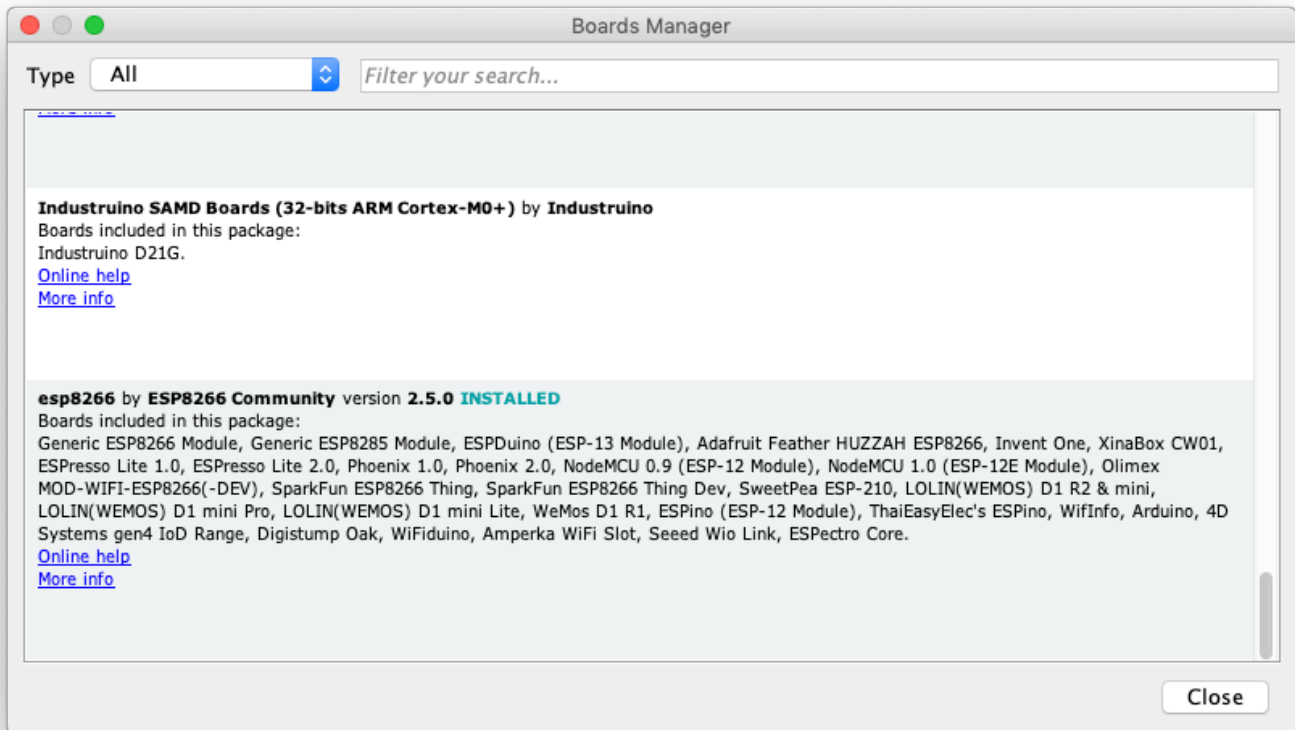 Boards Manager
Type All Filter your search...
Industruino SAMD Boards (32-bits ARM Cortex-M0+) by Industruino
Boards included in this package:
Industruino D21G.
Online help
More info
esp8266 by ESP8266 Community version 2.5.0 INSTALLED
Boards included in this package:
Generic ESP8266 Module, Generic ESP8285 Module, ESPDuino (ESP-13 Module), Adafruit Feather HUZZAH ESP8266, Invent One, XinaBox CW01,
ESPresso Lite 1.0, ESPresso Lite 2.0, Phoenix 1.0, Phoenix 2.0, NodeMCU 0.9 (ESP-12 Module), NodeMCU 1.0 (ESP-12E Module), Olimex
MOD-WIFI-ESP8266(-DEV), SparkFun ESP8266 Thing, SparkFun ESP8266 Thing Dev, SweetPea ESP-210, LOLIN(WEMOS) D1 R2 & mini,
LOLIN(WEMOS) D1 mini Pro, LOLIN(WEMOS) D1 mini Lite, WeMos D1 R1, ESPino (ESP-12 Module), ThaiEasyElec's ESPino, WifInfo, Arduino, 4D
Systems gen4 IoD Range, Digistump Oak, WiFiduino, Amperka WiFi Slot, Seeed Wio Link, ESPectro Core.
Online help
More info
Close